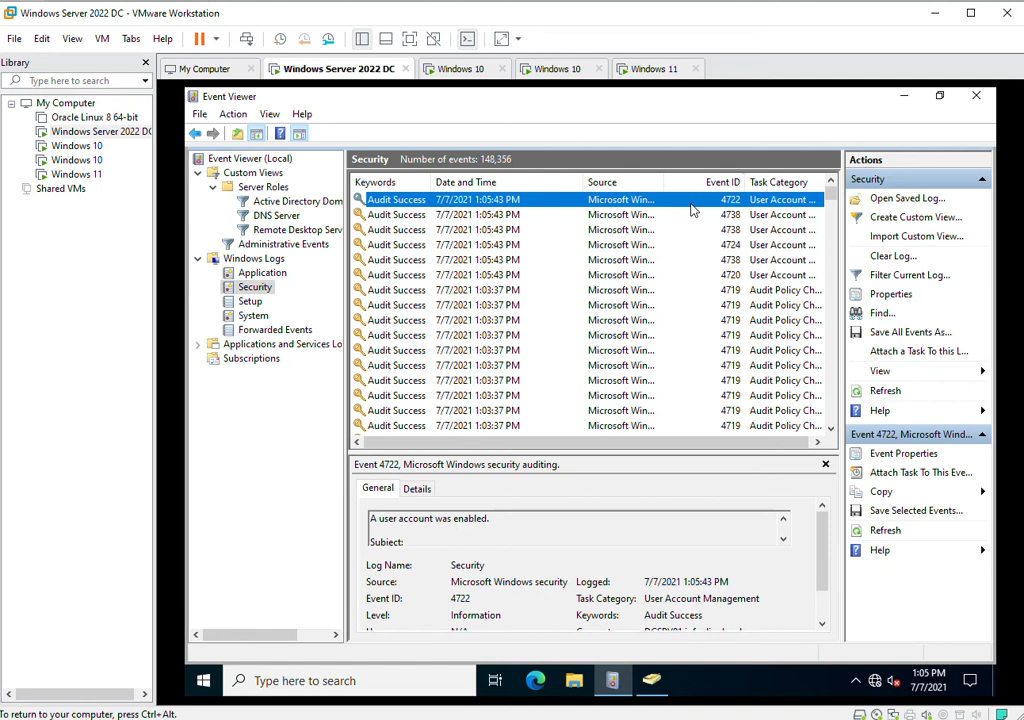 Windows Server 2022 DC - VMware Workstation
File Edit View VM Tabs Help
Library
Type here to search
My Computer
Oracle Linux 8 64-bit
Windows Server 2022 DC
Windows 10
Windows 10
Windows 11
Shared VMs
My Computer Windows Server 2022 DC Windows 10 Windows 10 Windows 11
Event Viewer
File Action View Help
Event Viewer (Local)
Custom Views
Server Roles
Active Directory Dom
DNS Server
Remote Desktop Serv
Administrative Events
Windows Logs
Application
Security
Setup
System
Forwarded Events
Applications and Services Lo
Subscriptions
Security Number of events: 148,356
Keywords Date and Time Source Event ID Task Category
Audit Success 7/7/2021 1:05:43 PM Microsoft Win... 4722 User Account ...
Audit Success 7/7/2021 1:05:43 PM Microsoft Win... 4738 User Account ...
Audit Success 7/7/2021 1:05:43 PM Microsoft Win... 4738 User Account ...
Audit Success 7/7/2021 1:05:43 PM Microsoft Win... 4724 User Account ...
Audit Success 7/7/2021 1:05:43 PM Microsoft Win... 4738 User Account ...
Audit Success 7/7/2021 1:05:43 PM Microsoft Win... 4720 User Account ...
Audit Success 7/7/2021 1:03:37 PM Microsoft Win... 4719 Audit Policy Ch...
Audit Success 7/7/2021 1:03:37 PM Microsoft Win... 4719 Audit Policy Ch...
Audit Success 7/7/2021 1:03:37 PM Microsoft Win... 4719 Audit Policy Ch...
Audit Success 7/7/2021 1:03:37 PM Microsoft Win... 4719 Audit Policy Ch...
Audit Success 7/7/2021 1:03:37 PM Microsoft Win... 4719 Audit Policy Ch...
Audit Success 7/7/2021 1:03:37 PM Microsoft Win... 4719 Audit Policy Ch...
Audit Success 7/7/2021 1:03:37 PM Microsoft Win... 4719 Audit Policy Ch...
Audit Success 7/7/2021 1:03:37 PM Microsoft Win... 4719 Audit Policy Ch...
Audit Success 7/7/2021 1:03:37 PM Microsoft Win... 4719 Audit Policy Ch...
Audit Success 7/7/2021 1:03:37 PM Microsoft Win... 4719 Audit Policy Ch...
Event 4722, Microsoft Windows security auditing.
General Details
A user account was enabled.
Subject:
Log Name: Security
Source: Microsoft Windows security Logged: 7/7/2021 1:05:43 PM
Event ID: 4722 Task Category: User Account Management
Level: Information Keywords: Audit Success
Actions
Security
Open Saved Log...
Create Custom View...
Import Custom View...
Clear Log...
Filter Current Log...
Properties
Find...
Save All Events As...
Attach a Task To this L...
View
Refresh
Help
Event 4722, Microsoft Wind...
Event Properties
Attach Task To This Eve...
Copy
Save Selected Events...
Refresh
Help
Type here to search
1:05 PM
7/7/2021
To return to your computer, press Ctrl+Alt.